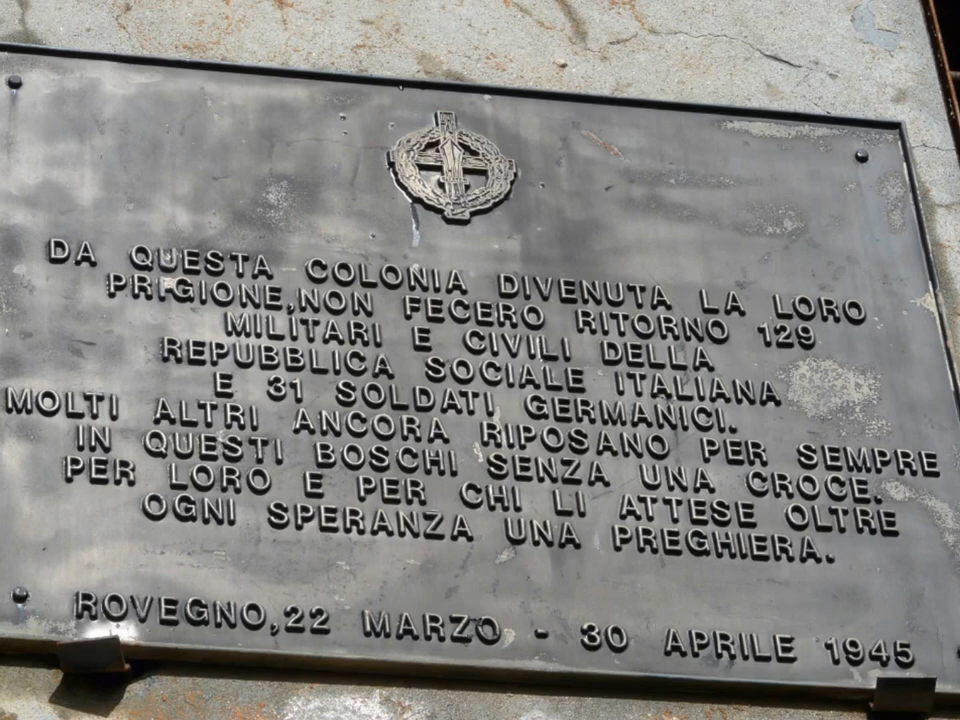 DA QUESTA COLONIA DIVENUTA LA LORO
PRIGIONE,NON FECERO RITORNO 129
MILITARI E CIVILI DELLA
REPUBBLICA SOCIALE ITALIANA
E 31 SOLDATI GERMANICI.
MOLTI ALTRI ANCORA RIPOSANO PER SEMPRE
IN QUESTI BOSCHI SENZA UNA CROCE.
PER LORO E PER CHI LI ATTESE OLTRE
OGNI SPERANZA UNA PREGHIERA.
ROVEGNO,22 MARZO - 30 APRILE 1945